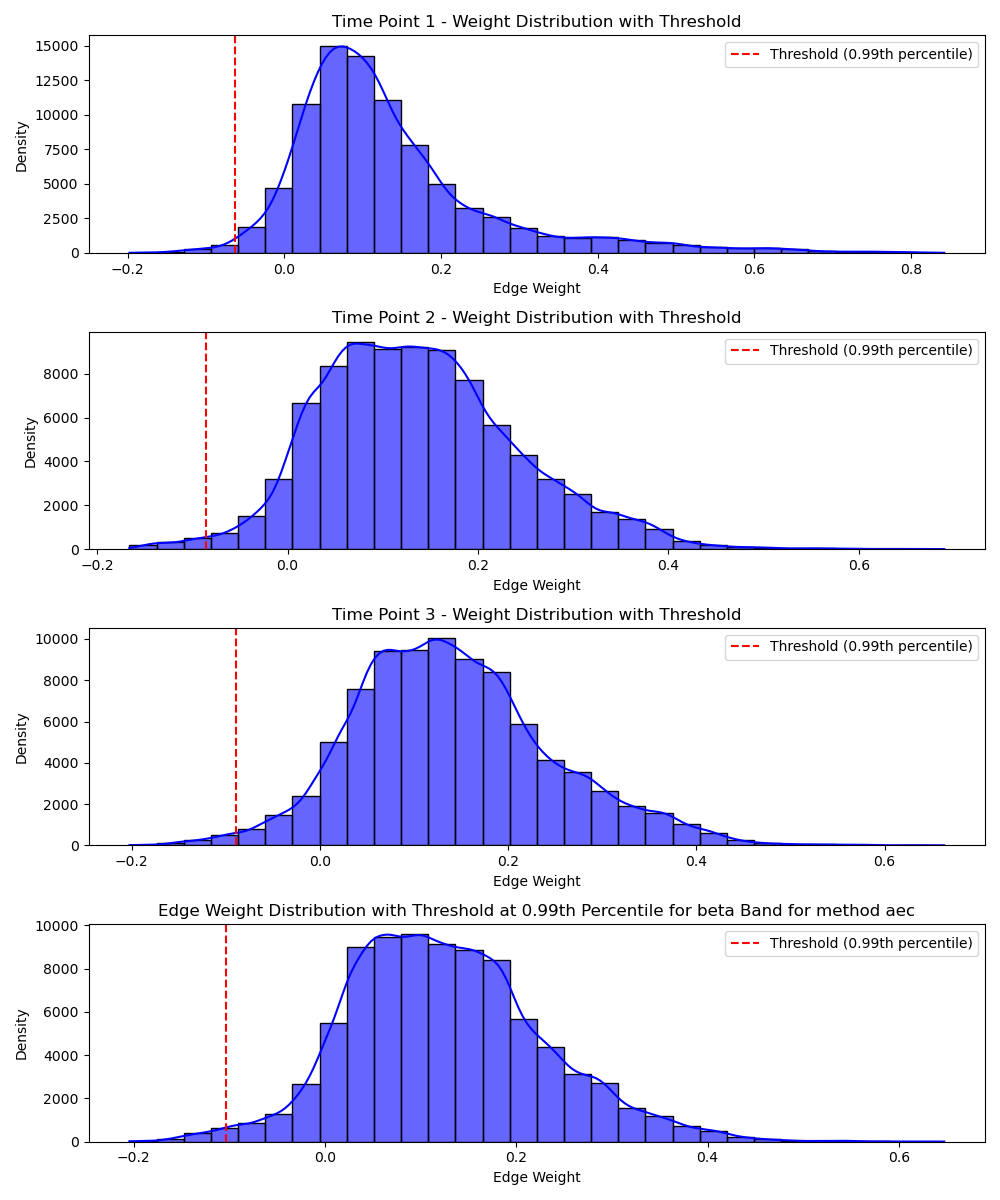 Time Point 1 - Weight Distribution with Threshold
Threshold (0.99th percentile)
Density
15000
12500
10000
7500
5000
2500
0
−0.2
0.0
0.2
0.4
0.6
0.8
Edge Weight
Time Point 2 - Weight Distribution with Threshold
Threshold (0.99th percentile)
Density
8000
6000
4000
2000
0
−0.2
0.0
0.2
0.4
0.6
Edge Weight
Time Point 3 - Weight Distribution with Threshold
Threshold (0.99th percentile)
Density
10000
8000
6000
4000
2000
0
−0.2
0.0
0.2
0.4
0.6
Edge Weight
Edge Weight Distribution with Threshold at 0.99th Percentile for beta Band for method aec
Threshold (0.99th percentile)
Density
10000
8000
6000
4000
2000
0
−0.2
0.0
0.2
0.4
0.6
Edge Weight